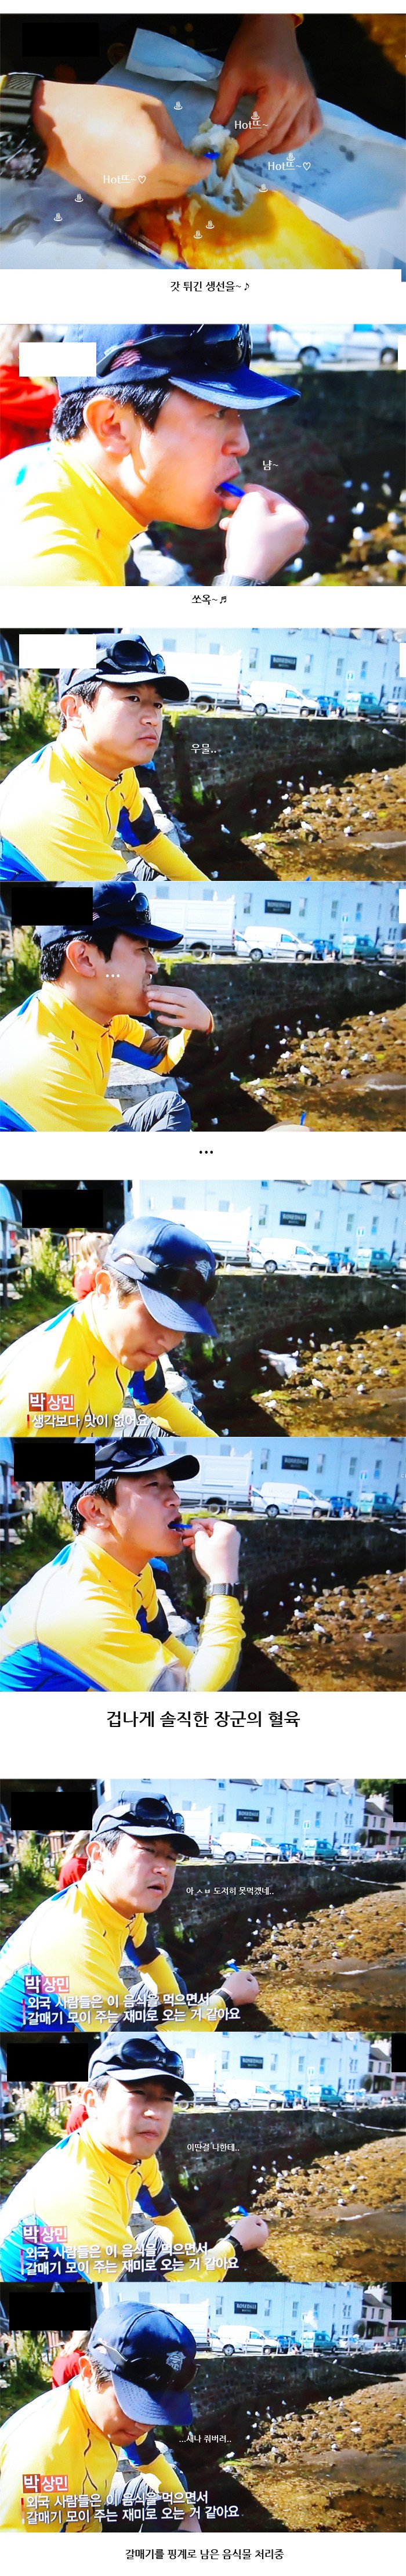 Hot뜨~
Hot뜨~♡
Hot뜨~♡
갓 튀긴 생선을~♪
냠~
쏘옥~♬
우물..
...
...
박상민
생각보다 맛이 없어요
겁나게 솔직한 장군의 혈육
아 ㅅㅂ 도저히 못먹겠네..
박상민
외국 사람들은 이 음식을 먹으면서
갈매기 모이 주는 재미로 오는 거 같아요
이딴걸 나한테..
박상민
외국 사람들은 이 음식을 먹으면서
갈매기 모이 주는 재미로 오는 거 같아요
...새나 줘버려..
박상민
외국 사람들은 이 음식을 먹으면서
갈매기 모이 주는 재미로 오는 거 같아요
갈매기를 핑계로 남은 음식물 처리중